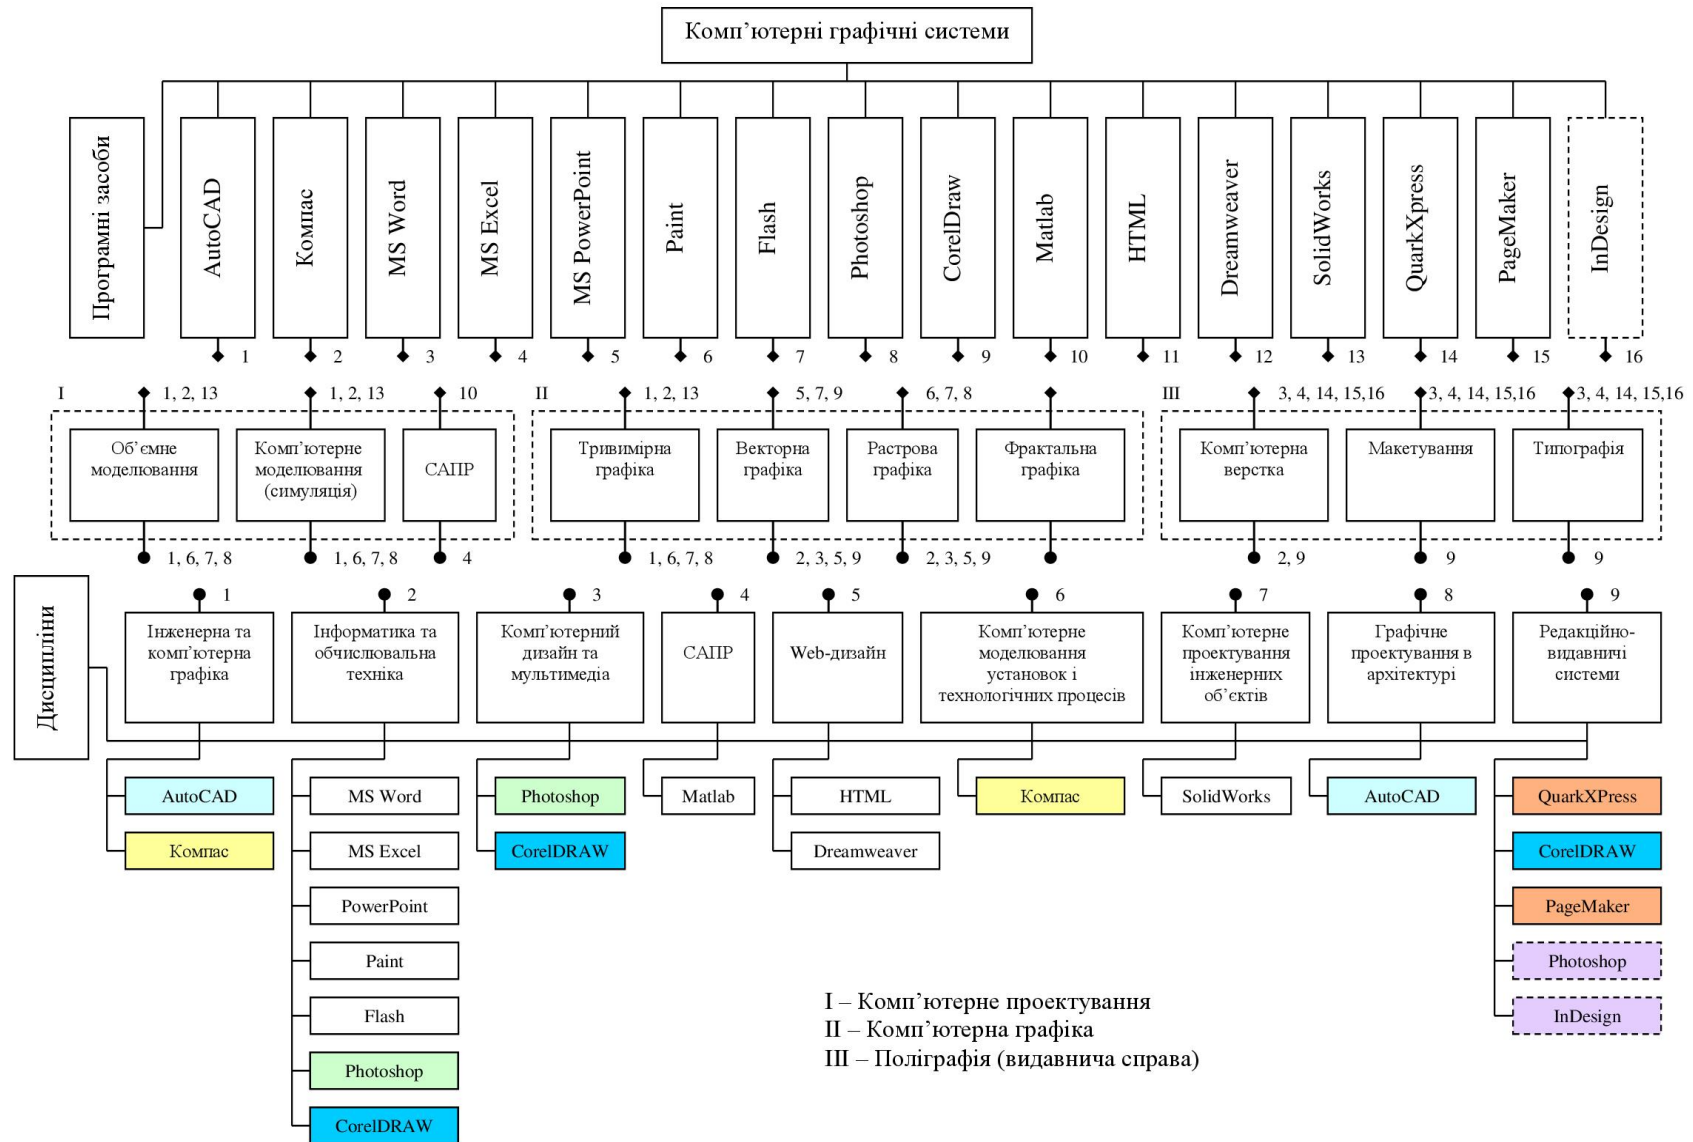 Комп’ютерні графічні системи
Програмні засоби
AutoCAD
Компас
MS Word
MS Excel
MS PowerPoint
Paint
Flash
Photoshop
CorelDraw
Matlab
HTML
Dreamweaver
SolidWorks
QuarkXpress
PageMaker
InDesign
1
2
3
4
5
6
7
8
9
10
11
12
13
14
15
16
I
1, 2, 13
1, 2, 13
10
II
1, 2, 13
5, 7, 9
6, 7, 8
III
3, 4, 14, 15,16
3, 4, 14, 15,16
3, 4, 14, 15,16
Об’ємне
моделювання
Комп’ютерне
моделювання
(симуляція)
САПР
Тривимірна
графіка
Векторна
графіка
Растрова
графіка
Фрактальна
графіка
Комп’ютерна
верстка
Макетування
Типографія
1, 6, 7, 8
1, 6, 7, 8
4
1, 6, 7, 8
2, 3, 5, 9
2, 3, 5, 9
2, 9
9
9
Дисципліни
1
2
3
4
5
6
7
8
9
Інженерна та
комп’ютерна
графіка
Інформатика та
обчислювальна
техніка
Комп’ютерний
дизайн та
мультимедіа
САПР
Web-дизайн
Комп’ютерне
моделювання
установок і
технологічних процесів
Комп’ютерне
проектування
інженерних
об’єктів
Графічне
проектування в
архітектурі
Редакційно-
видавничі
системи
AutoCAD
Компас
MS Word
MS Excel
PowerPoint
Paint
Flash
Photoshop
CorelDRAW
Photoshop
CorelDRAW
Matlab
HTML
Dreamweaver
Компас
SolidWorks
AutoCAD
QuarkXPress
CorelDRAW
PageMaker
Photoshop
InDesign
I – Комп’ютерне проектування
II – Комп’ютерна графіка
III – Поліграфія (видавнича справа)